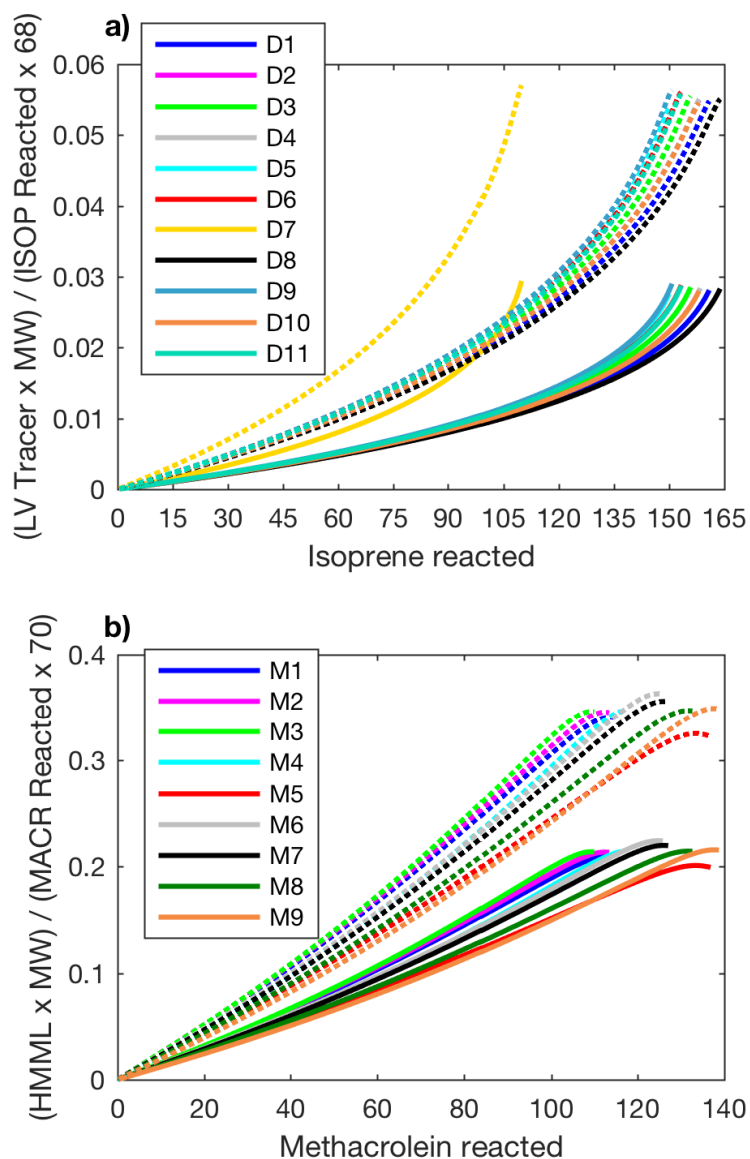 a)
(LV Tracer x MW) / (ISOP Reacted x 68)
0.06
0.05
0.04
0.03
0.02
0.01
0
D1
D2
D3
D4
D5
D6
D7
D8
D9
D10
D11
0 15 30 45 60 75 90 105 120 135 150 165
Isoprene reacted
b)
(HMML x MW) / (MACR Reacted x 70)
0.4
0.3
0.2
0.1
0
M1
M2
M3
M4
M5
M6
M7
M8
M9
0 20 40 60 80 100 120 140
Methacrolein reacted